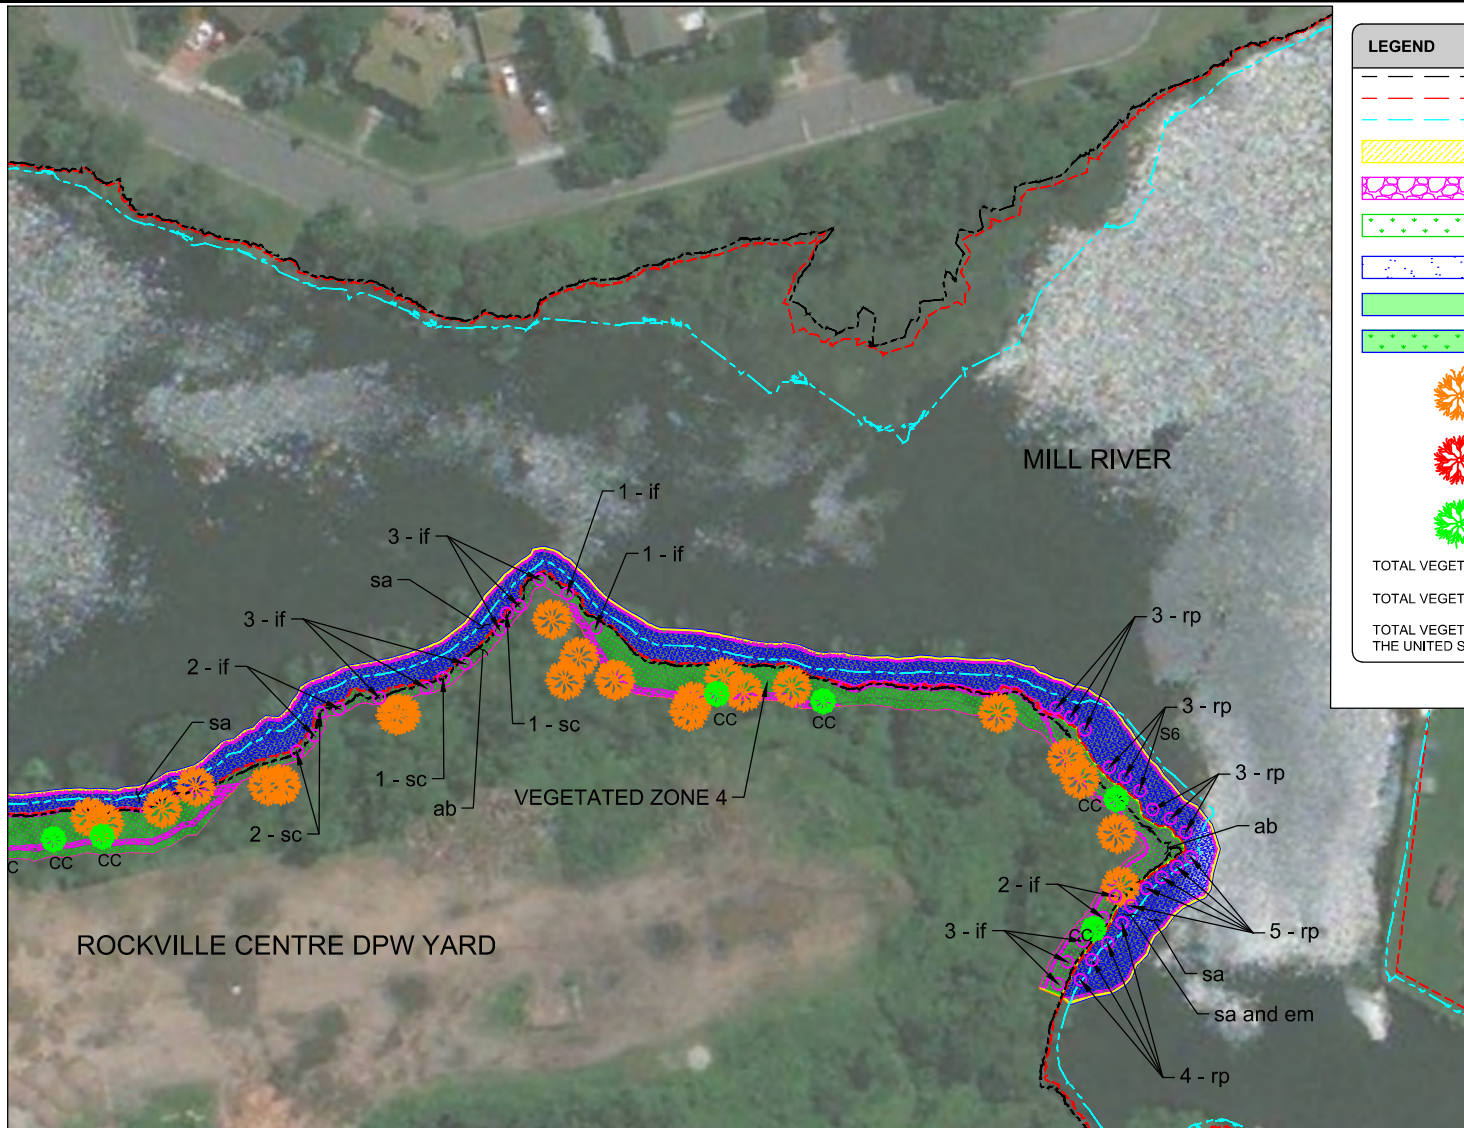 LEGEND
MILL RIVER
1 - if
3 - if
1 - if
sa
3 - if
3 - rp
2 - if
3 - rp
S6
sa
1 - sc
CC
CC
3 - rp
1 - sc
VEGETATED ZONE 4
ab
CC
ab
2 - sc
C
CC
CC
2 - if
CC
3 - if
5 - rp
ROCKVILLE CENTRE DPW YARD
sa
sa and em
4 - rp
TOTAL VEGET
TOTAL VEGET
TOTAL VEGET
THE UNITED S